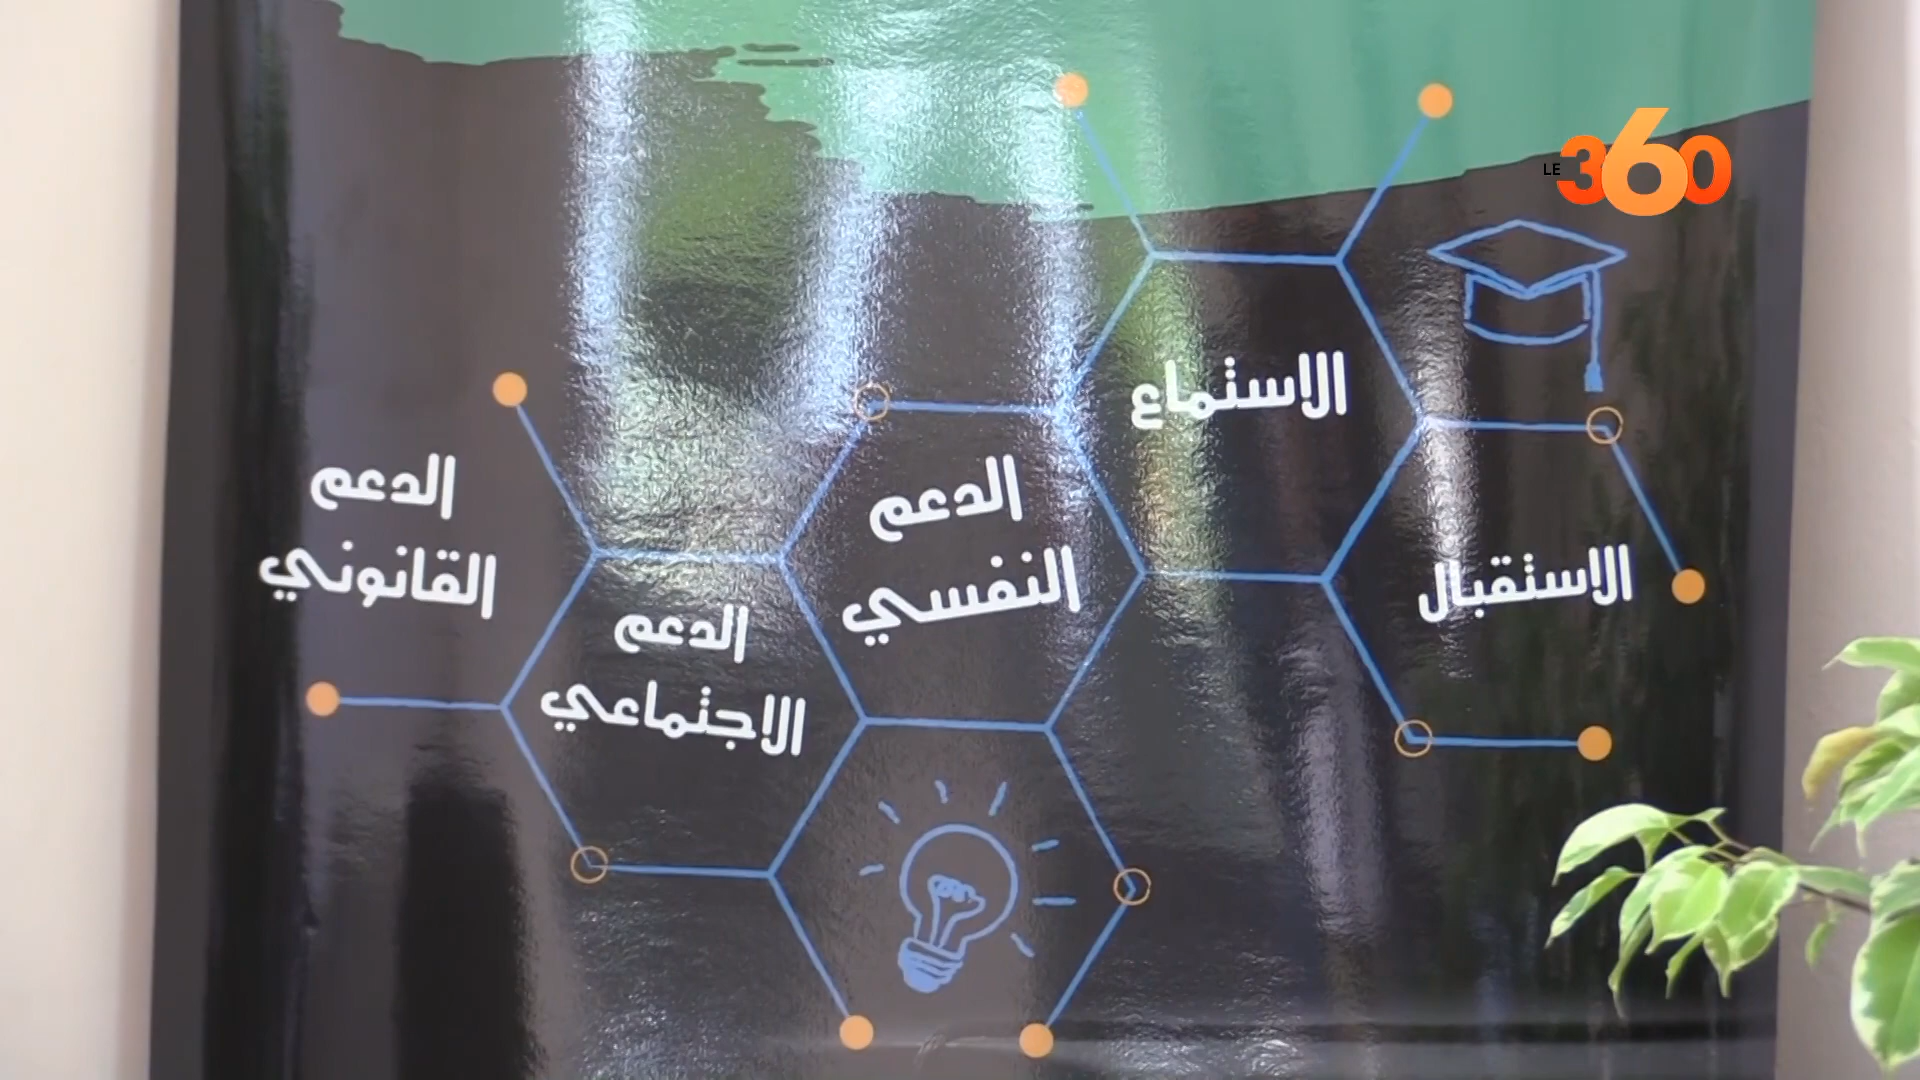 LE 360
الاستماع
الاستقبال
الدعم
النفسي
الدعم
الاجتماعي
الدعم
القانوني